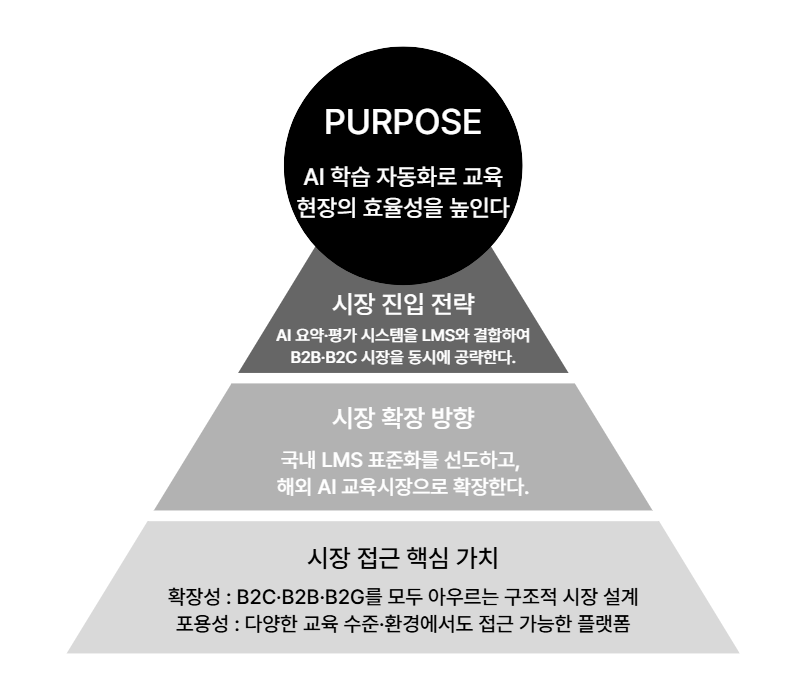 PURPOSE
AI 학습 자동화로 교육
현장의 효율성을 높인다
시장 진입 전략
AI 요약·평가 시스템을 LMS와 결합하여
B2B·B2C 시장을 동시에 공략한다.
시장 확장 방향
국내 LMS 표준화를 선도하고,
해외 AI 교육시장으로 확장한다.
시장 접근 핵심 가치
확장성 : B2C·B2B·B2G를 모두 아우르는 구조적 시장 설계
포용성 : 다양한 교육 수준·환경에서도 접근 가능한 플랫폼